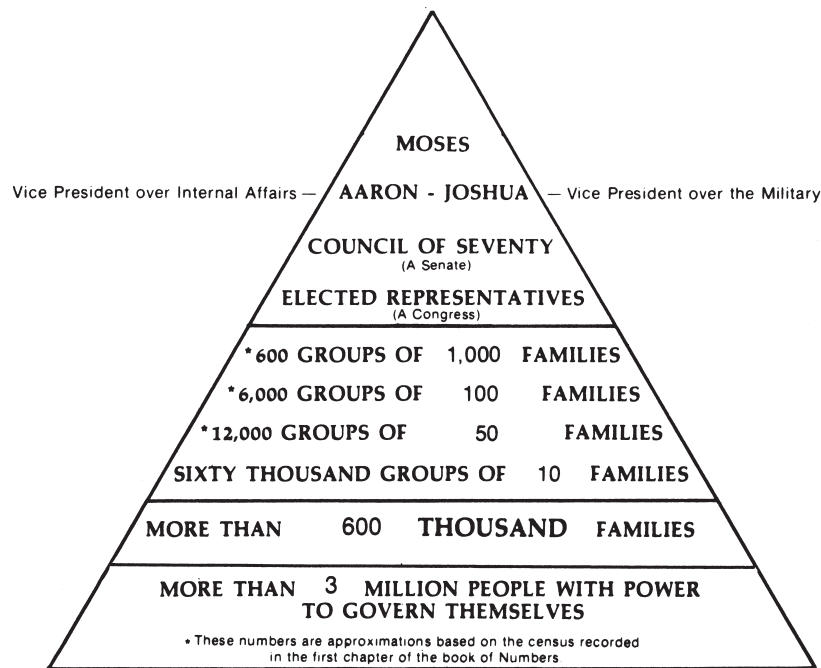 MOSES
Vice President over Internal Affairs — AARON - JOSHUA — Vice President over the Military
COUNCIL OF SEVENTY
(A Senate)
ELECTED REPRESENTATIVES
(A Congress)
*600 GROUPS OF 1,000 FAMILIES
*6,000 GROUPS OF 100 FAMILIES
*12,000 GROUPS OF 50 FAMILIES
SIXTY THOUSAND GROUPS OF 10 FAMILIES
MORE THAN 600 THOUSAND FAMILIES
MORE THAN 3 MILLION PEOPLE WITH POWER
TO GOVERN THEMSELVES
*These numbers are approximations based on the census recorded
in the first chapter of the book of Numbers.